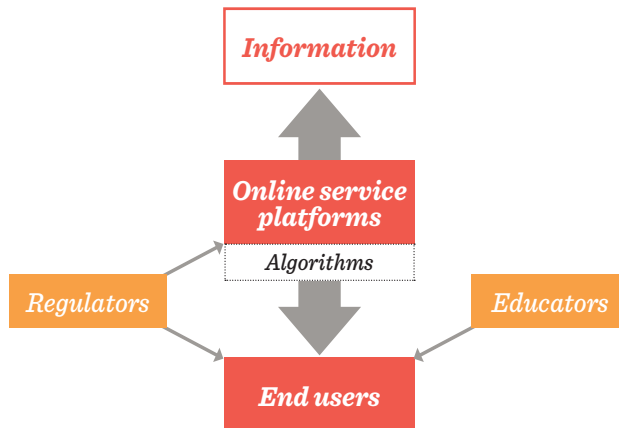 Information
Online service
platforms
Algorithms
Regulators
Educators
End users